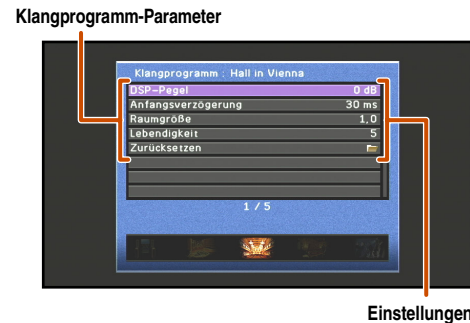 Klangprogramm-Parameter
Klangprogramm : Hall in Vienna
DSP-Pegel 0 dB
Anfangsverzögerung 30 ms
Raumgröße 1,0
Lebendigkeit 5
Zurücksetzen
1 / 5
Einstellungen